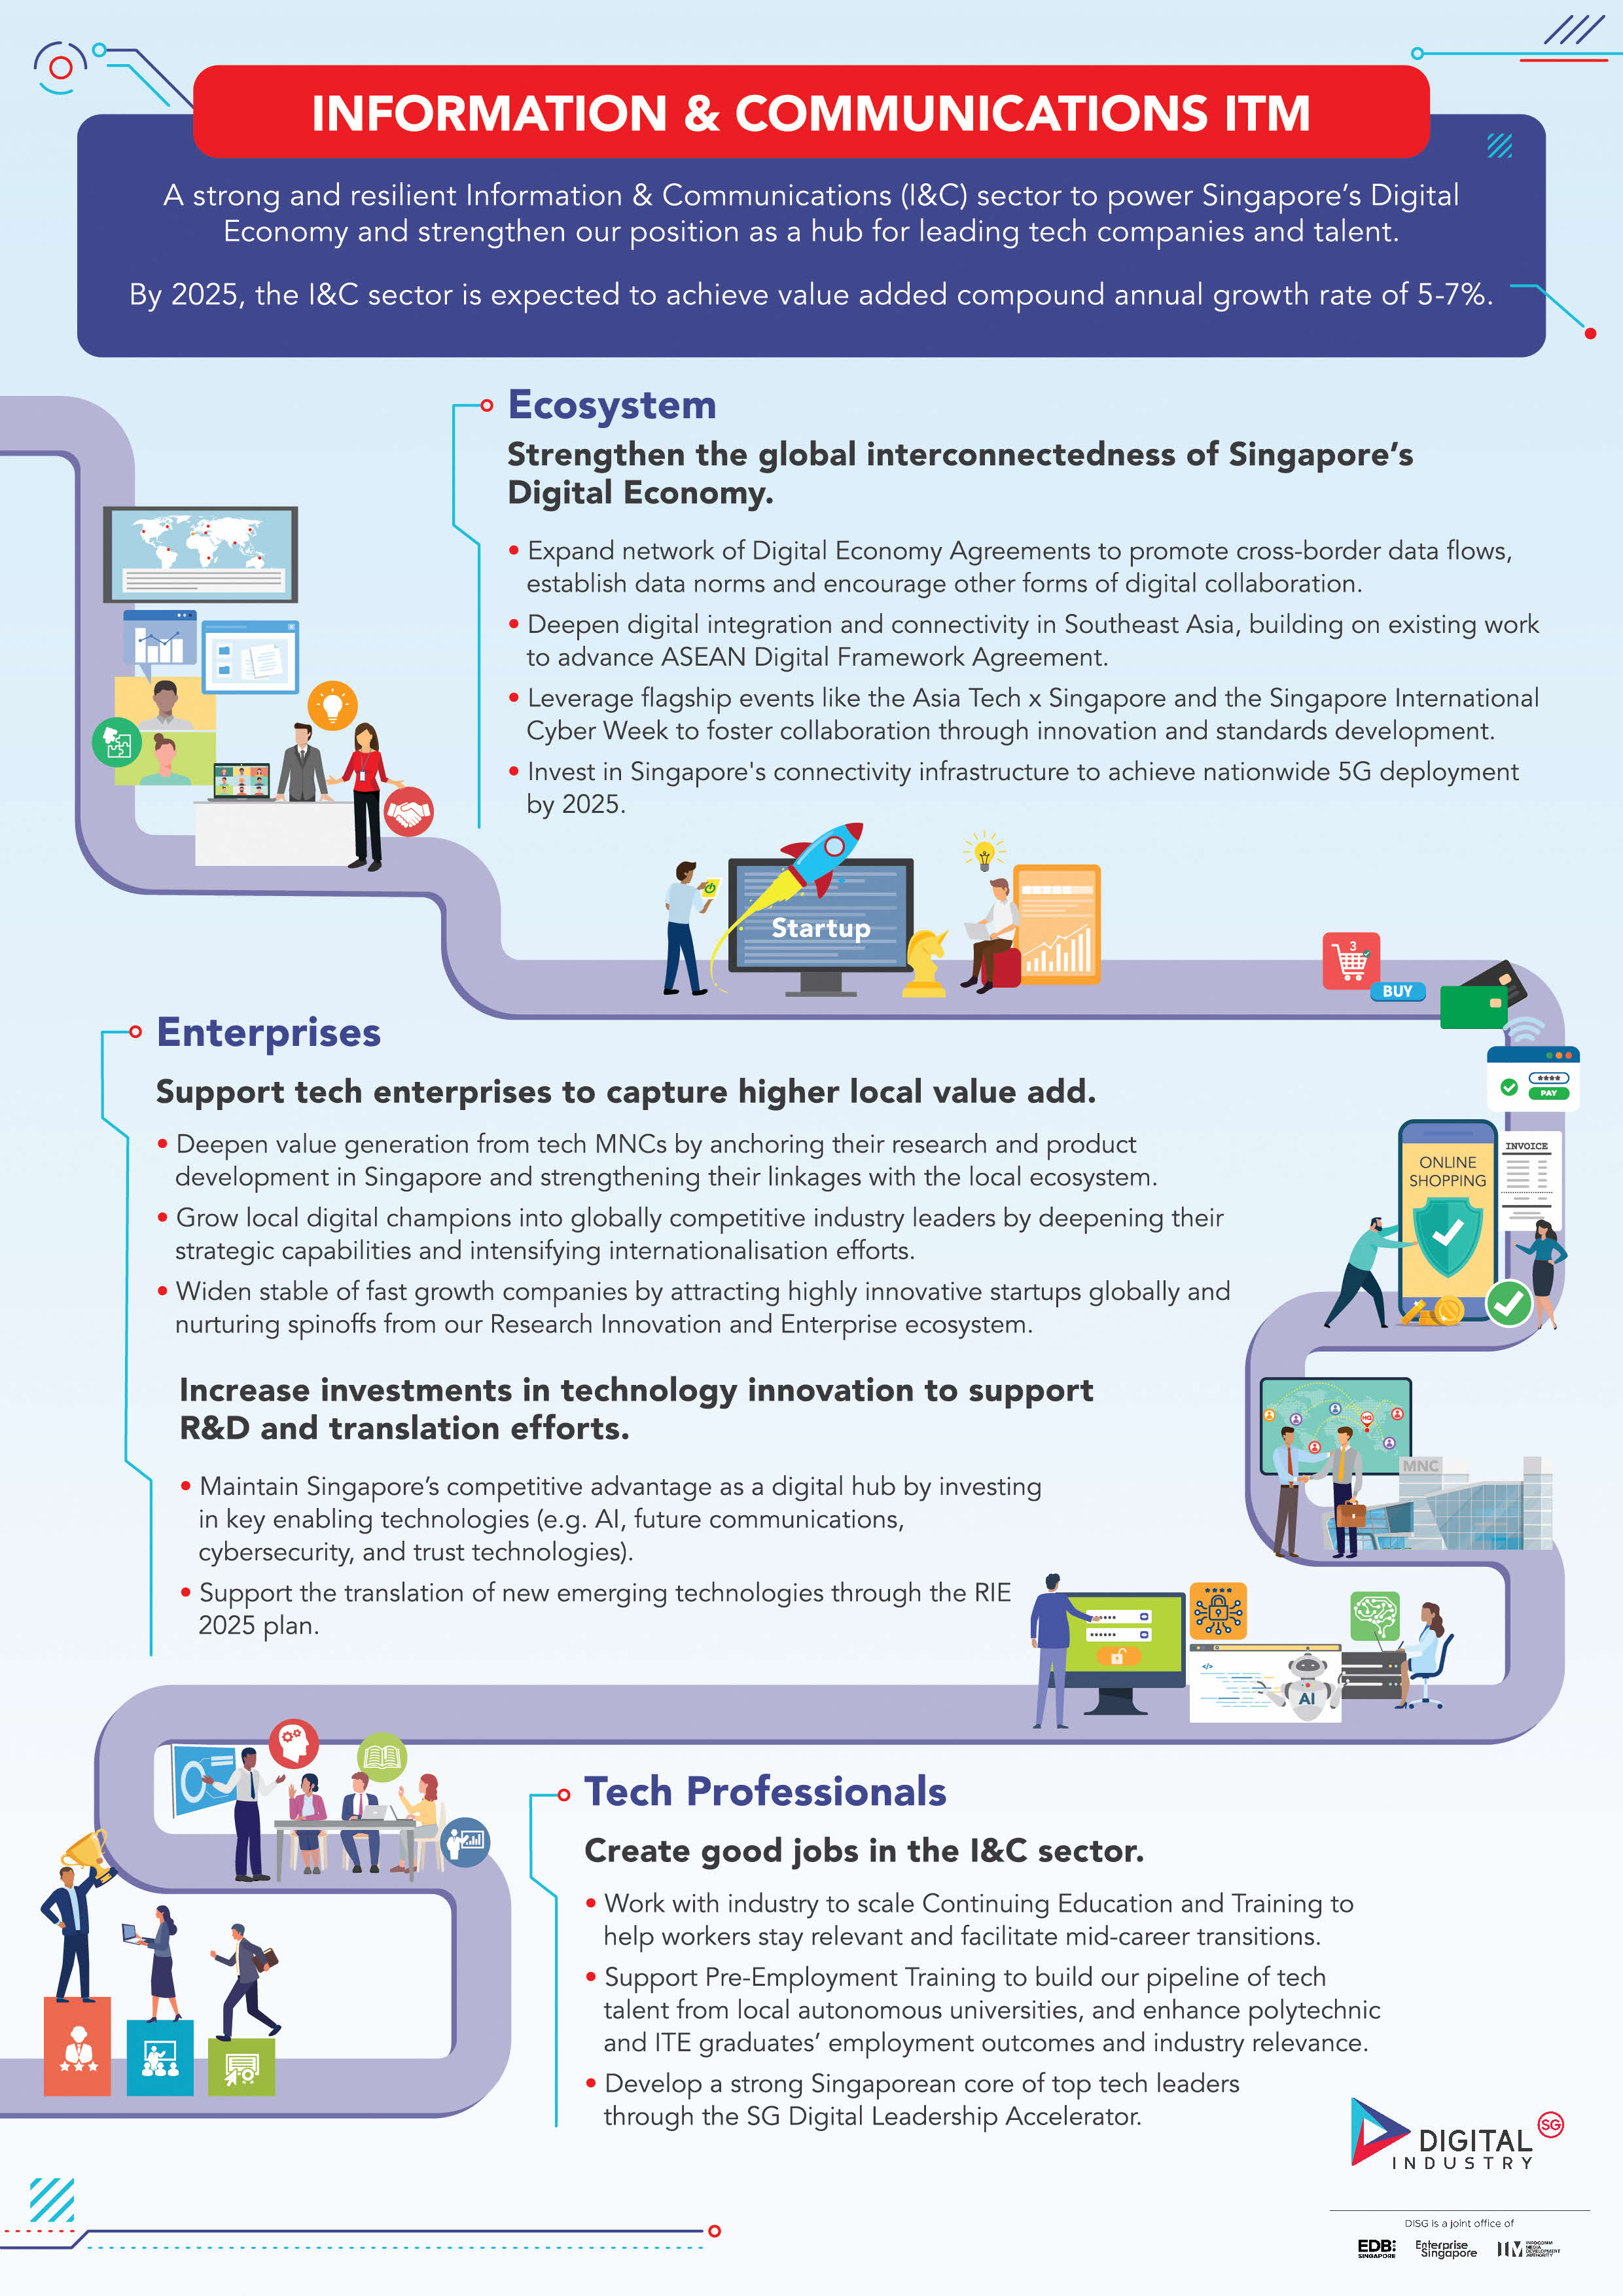 INFORMATION & COMMUNICATIONS ITM
A strong and resilient Information & Communications (I&C) sector to power Singapore’s Digital
Economy and strengthen our position as a hub for leading tech companies and talent.
By 2025, the I&C sector is expected to achieve value added compound annual growth rate of 5-7%.
Ecosystem
Strengthen the global interconnectedness of Singapore’s
Digital Economy.
• Expand network of Digital Economy Agreements to promote cross-border data flows,
establish data norms and encourage other forms of digital collaboration.
• Deepen digital integration and connectivity in Southeast Asia, building on existing work
to advance ASEAN Digital Framework Agreement.
• Leverage flagship events like the Asia Tech x Singapore and the Singapore International
Cyber Week to foster collaboration through innovation and standards development.
• Invest in Singapore's connectivity infrastructure to achieve nationwide 5G deployment
by 2025.
Startup
3
BUY
Enterprises
Support tech enterprises to capture higher local value add.
• Deepen value generation from tech MNCs by anchoring their research and product
development in Singapore and strengthening their linkages with the local ecosystem.
• Grow local digital champions into globally competitive industry leaders by deepening their
strategic capabilities and intensifying internationalisation efforts.
• Widen stable of fast growth companies by attracting highly innovative startups globally and
nurturing spinoffs from our Research Innovation and Enterprise ecosystem.
****
PAY
INVOICE
ONLINE
SHOPPING
Increase investments in technology innovation to support
R&D and translation efforts.
• Maintain Singapore’s competitive advantage as a digital hub by investing
in key enabling technologies (e.g. AI, future communications,
cybersecurity, and trust technologies).
• Support the translation of new emerging technologies through the RIE
2025 plan.
HQ
MNC
****
</>
AI
Tech Professionals
Create good jobs in the I&C sector.
• Work with industry to scale Continuing Education and Training to
help workers stay relevant and facilitate mid-career transitions.
• Support Pre-Employment Training to build our pipeline of tech
talent from local autonomous universities, and enhance polytechnic
and ITE graduates’ employment outcomes and industry relevance.
• Develop a strong Singaporean core of top tech leaders
through the SG Digital Leadership Accelerator.
DIGITAL SG
INDUSTRY
DISG is a joint office of
EDB:
SINGAPORE
Enterprise
Singapore
IM
INFOCOMM
MEDIA
DEVELOPMENT
AUTHORITY